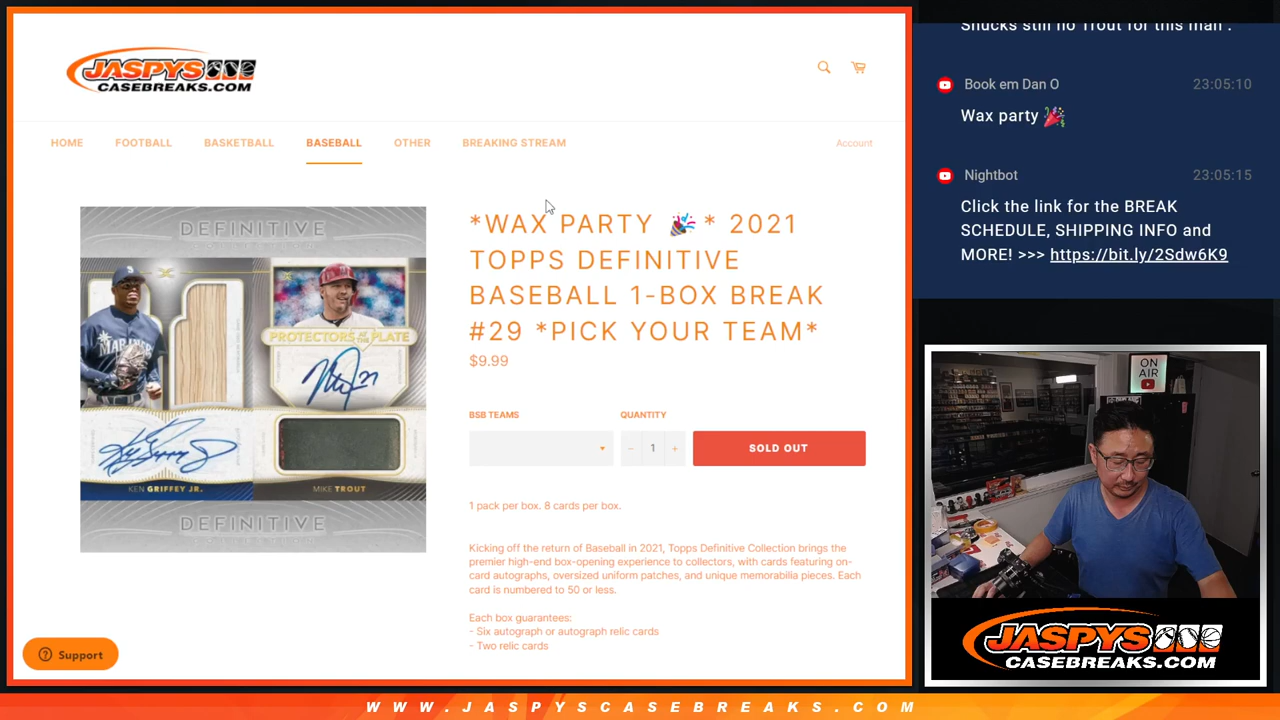 JASPYS
CASEBREAKS.COM
HOME
FOOTBALL
BASKETBALL
BASEBALL
OTHER
BREAKING STREAM
Account
DEFINITIVE
PROTECTORS of the PLATE
KEN GRIFFEY JR.
MIKE TROUT
DEFINITIVE
*WAX PARTY 🎉 * 2021
TOPPS DEFINITIVE
BASEBALL 1-BOX BREAK
#29 *PICK YOUR TEAM*
$9.99
BSB TEAMS
QUANTITY
− 1 +
SOLD OUT
1 pack per box. 8 cards per box.
Kicking off the return of Baseball in 2021, Topps Definitive Collection brings the
premier high-end box-opening experience to collectors, with cards featuring on-
card autographs, oversized uniform patches, and unique memorabilia pieces. Each
card is numbered to 50 or less.
Each box guarantees:
- Six autograph or autograph relic cards
- Two relic cards
Support
Shucks still no Trout for this man .
Book em Dan O
23:05:10
Wax party 🎉
Nightbot
23:05:15
Click the link for the BREAK
SCHEDULE, SHIPPING INFO and
MORE! >>> https://bit.ly/2Sdw6K9
ON
AIR
JASPYS
CASEBREAKS.COM
WWW.JASPYSCASEBREAKS.COM